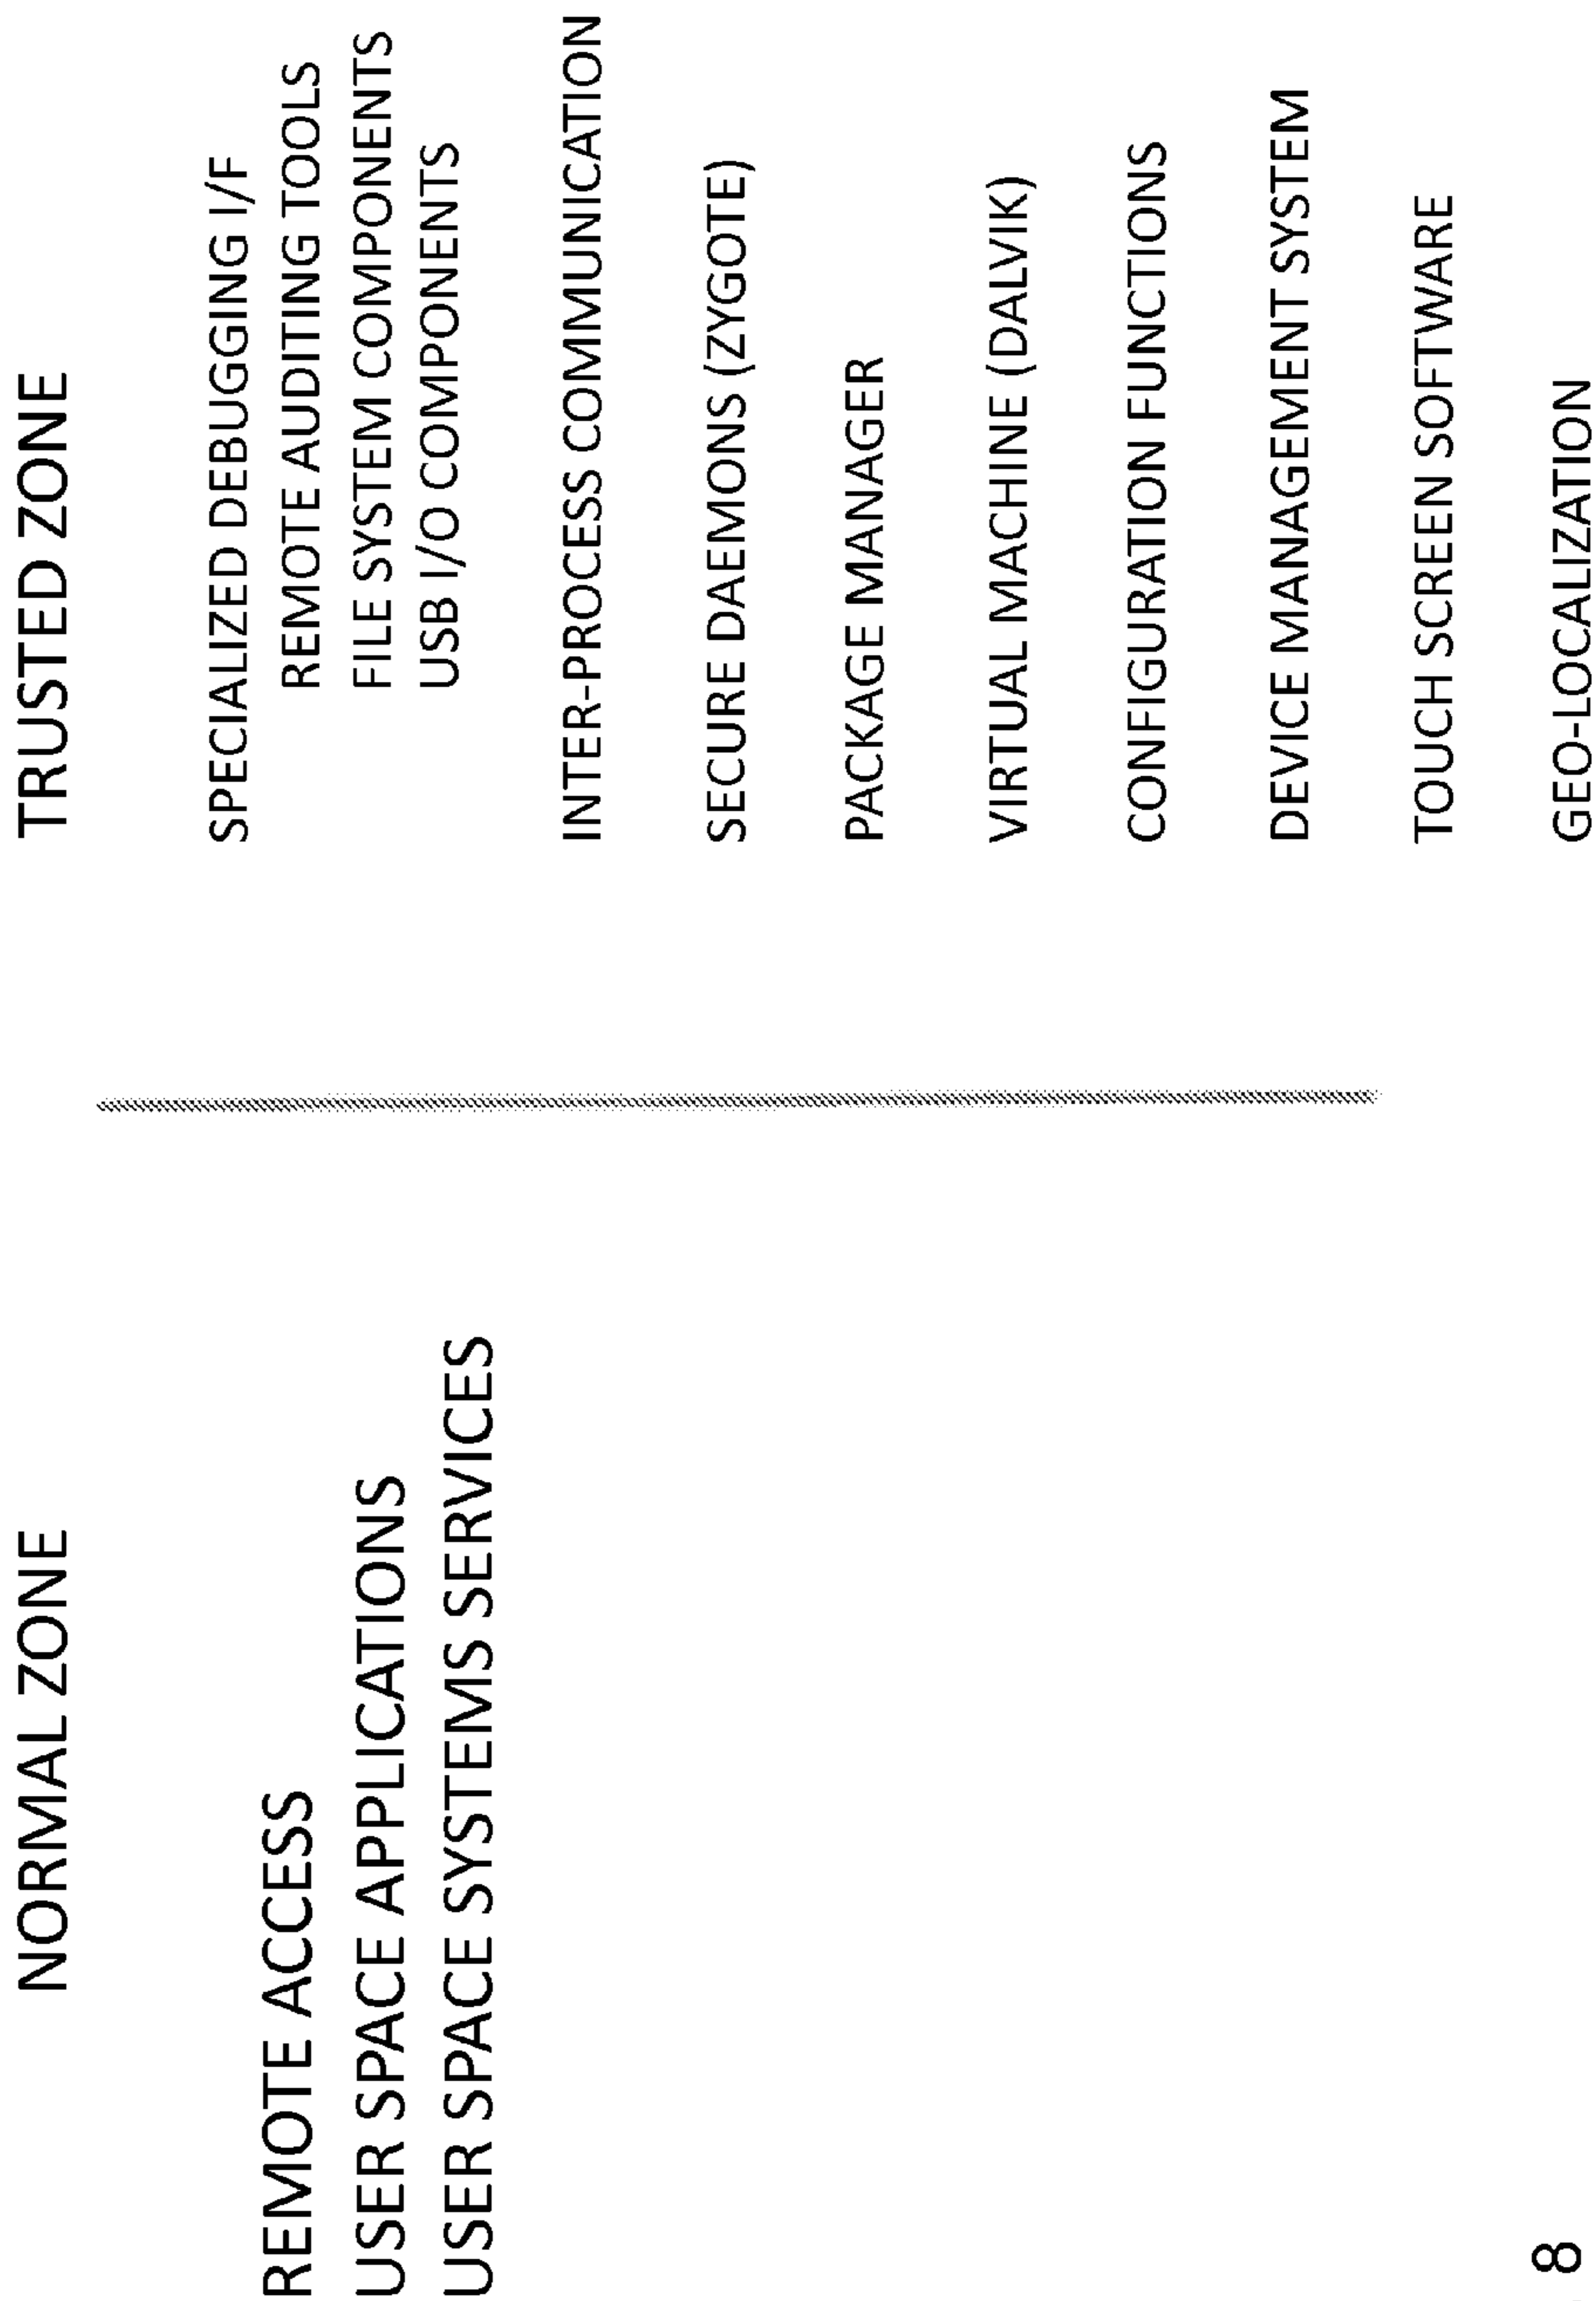 NORMAL ZONE
REMOTE ACCESS
USER SPACE APPLICATIONS
USER SPACE SYSTEMS SERVICES
TRUSTED ZONE
SPECIALIZED DEBUGGING I/F
REMOTE AUDITING TOOLS
FILE SYSTEM COMPONENTS
USB I/O COMPONENTS
INTER-PROCESS COMMUNICATION
SECURE DAEMONS (ZYGOTE)
PACKAGE MANAGER
VIRTUAL MACHINE (DALVIK)
CONFIGURATION FUNCTIONS
DEVICE MANAGEMENT SYSTEM
TOUCH SCREEN SOFTWARE
GEO-LOCALIZATION
8